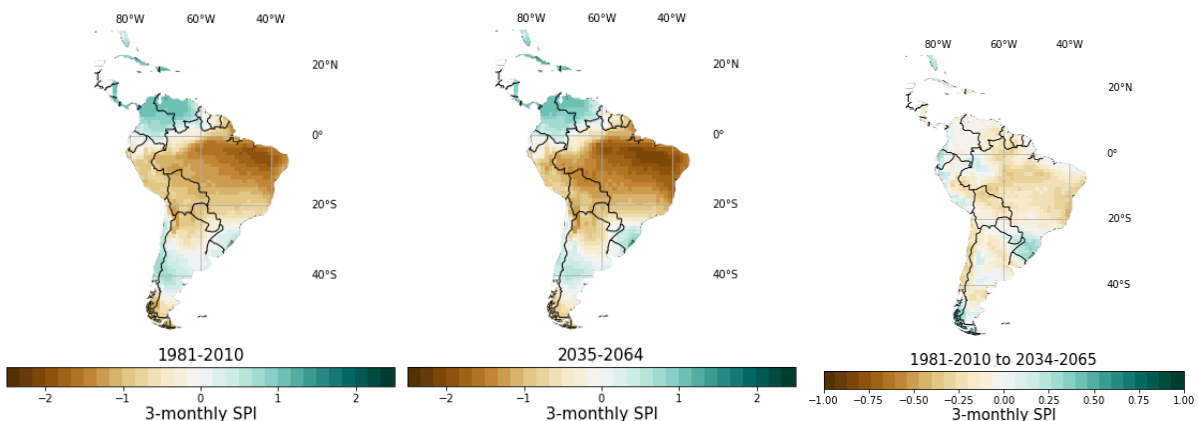 80°W 60°W 40°W
20°N
0°
20°S
40°S
1981-2010
−2 −1 0 1 2
3-monthly SPI
80°W 60°W 40°W
20°N
0°
20°S
40°S
2035-2064
−2 −1 0 1 2
3-monthly SPI
80°W 60°W 40°W
20°N
0°
20°S
40°S
1981-2010 to 2034-2065
−1.00 −0.75 −0.50 −0.25 0.00 0.25 0.50 0.75 1.00
3-monthly SPI